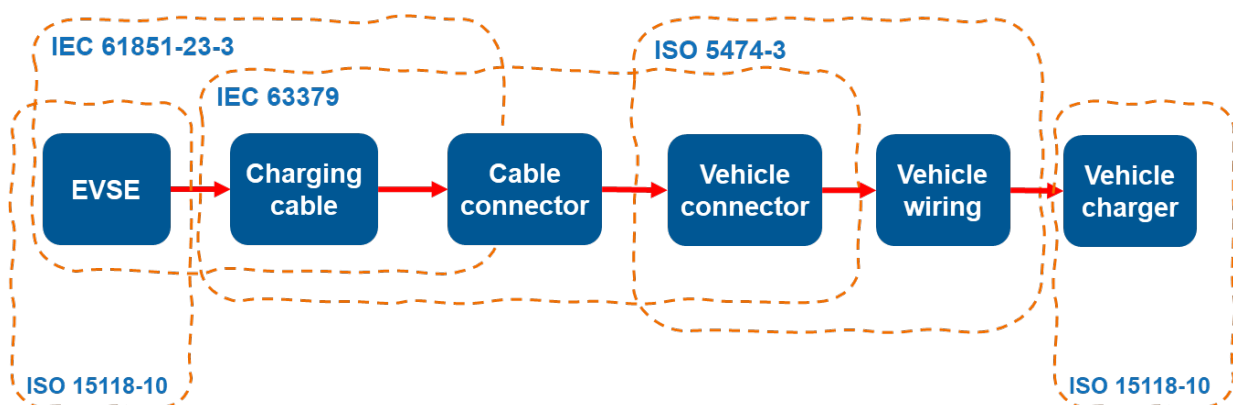 IEC 61851-23-3
ISO 5474-3
IEC 63379
EVSE
Charging
cable
Cable
connector
Vehicle
connector
Vehicle
wiring
Vehicle
charger
ISO 15118-10
ISO 15118-10